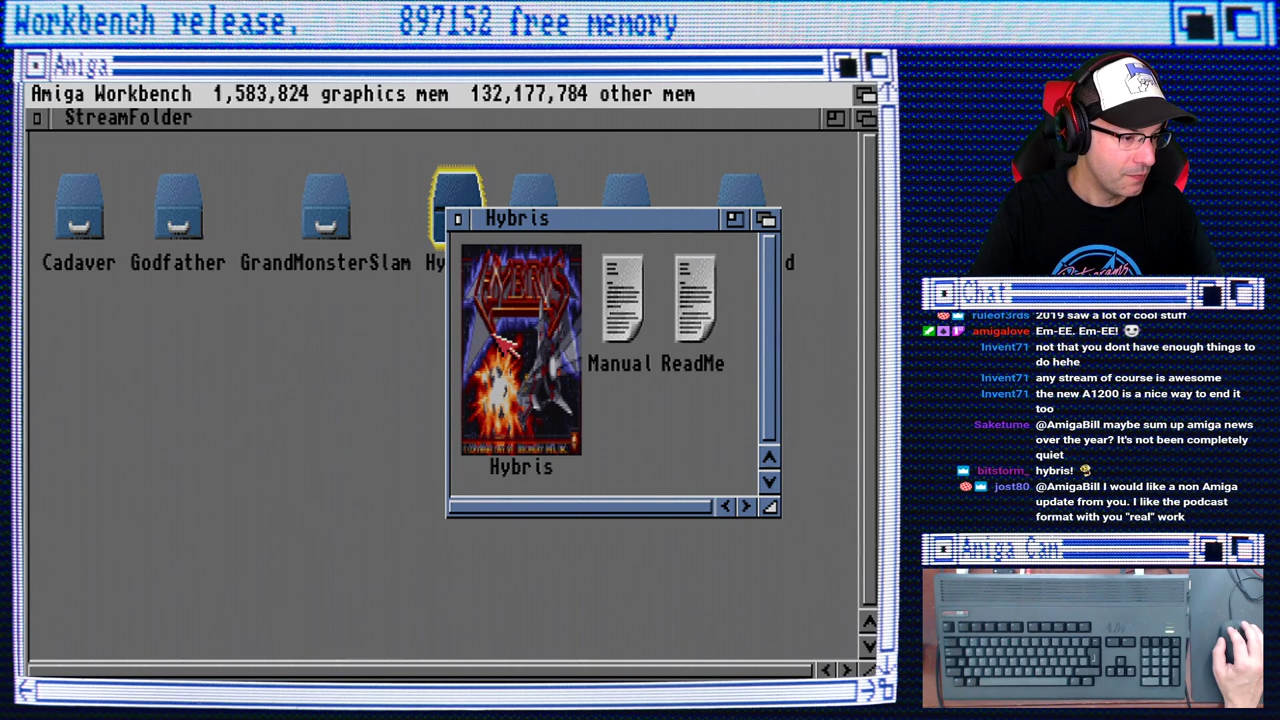 Workbench release. 897152 free memory
Amiga
Amiga Workbench 1,583,824 graphics mem 132,177,784 other mem
StreamFolder
Cadaver Godfather GrandMonsterSlam Hy d
Hybris
HYBRIS
Manual ReadMe
Hybris
Chat
ruleof3rds 2019 saw a lot of cool stuff
amigalove Em-EE. Em-EE!
Invent71 not that you dont have enough things to
do hehe
Invent71 any stream of course is awesome
Invent71 the new A1200 is a nice way to end it
too
Saketume @AmigaBill maybe sum up amiga news
over the year? It's not been completely
quiet
bitstorm_ hybris!
jost80 @AmigaBill I would like a non Amiga
update from you. I like the podcast
format with you "real" work
Amiga Cam